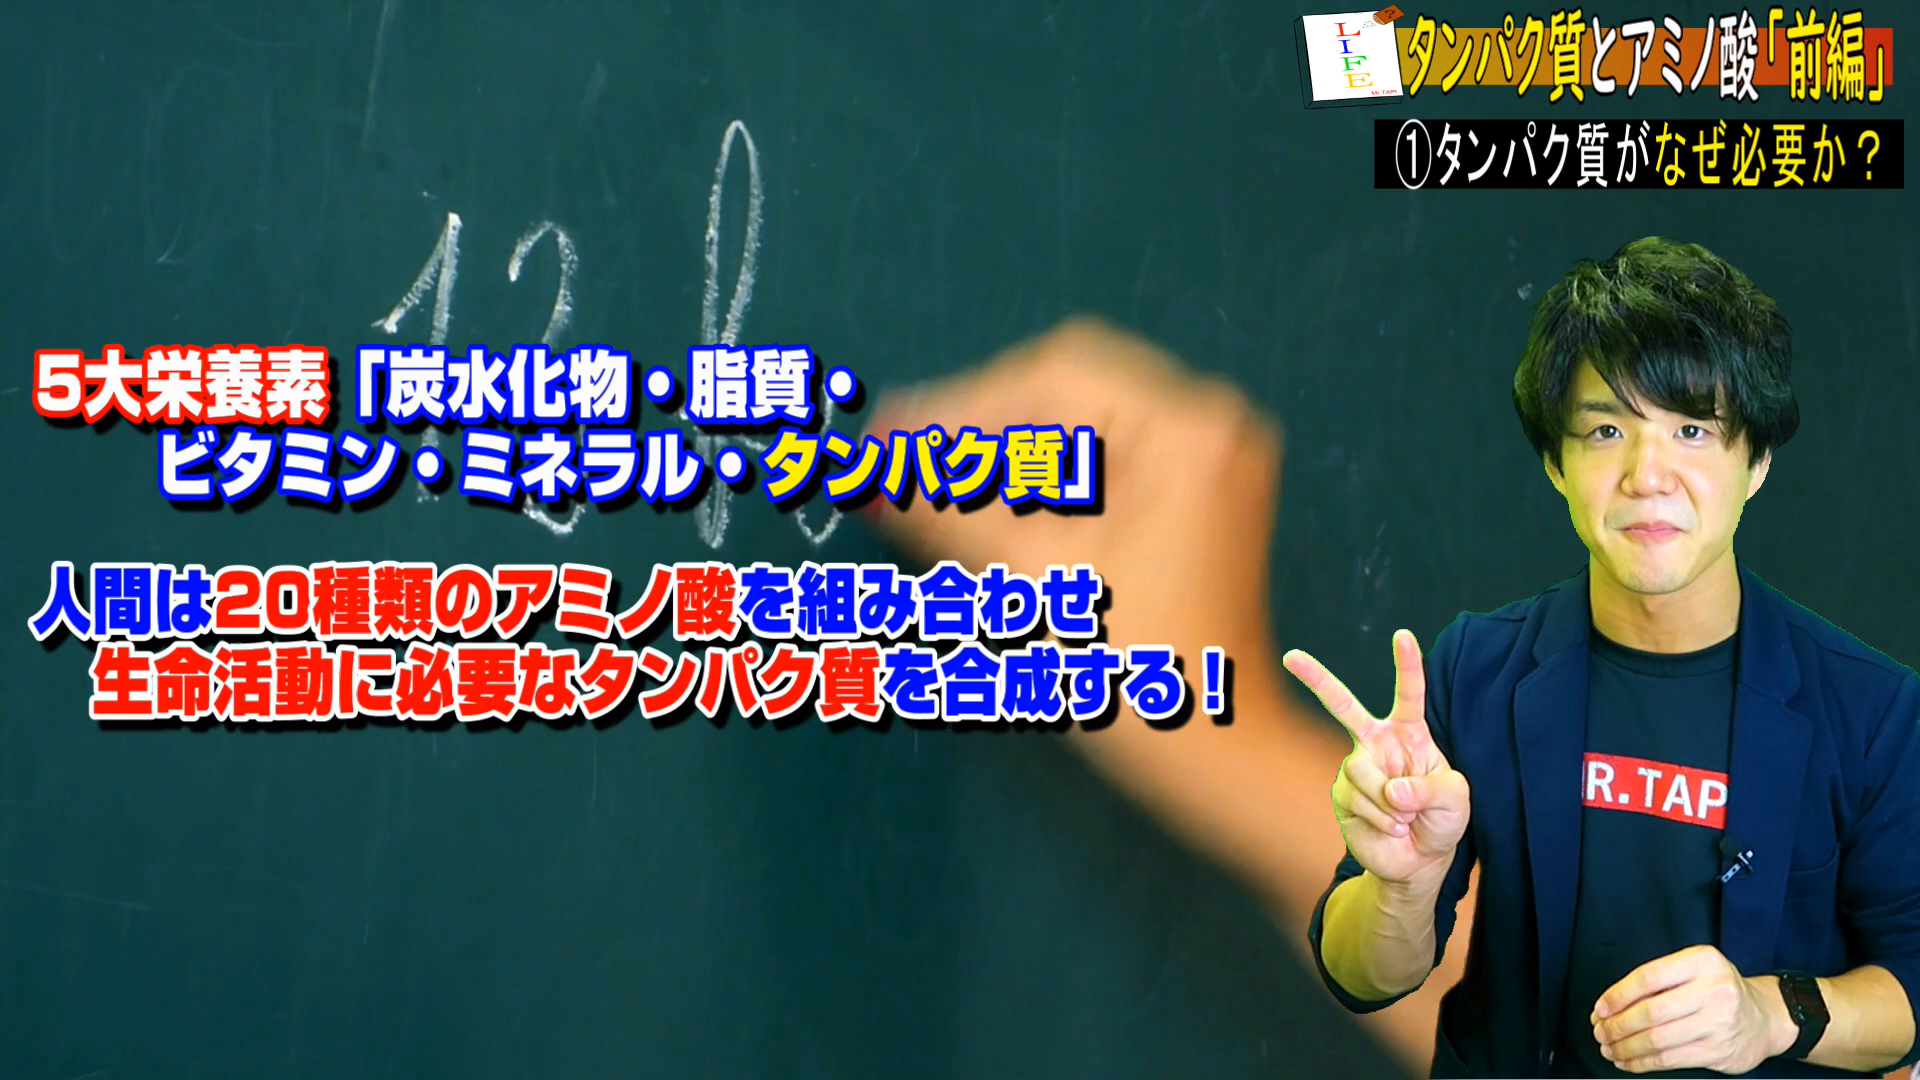 LIFE
Mr.TAPE
タンパク質とアミノ酸「前編」
①タンパク質がなぜ必要か？
5大栄養素「炭水化物・脂質・
ビタミン・ミネラル・タンパク質」
人間は20種類のアミノ酸を組み合わせ
生命活動に必要なタンパク質を合成する！
R.TAP